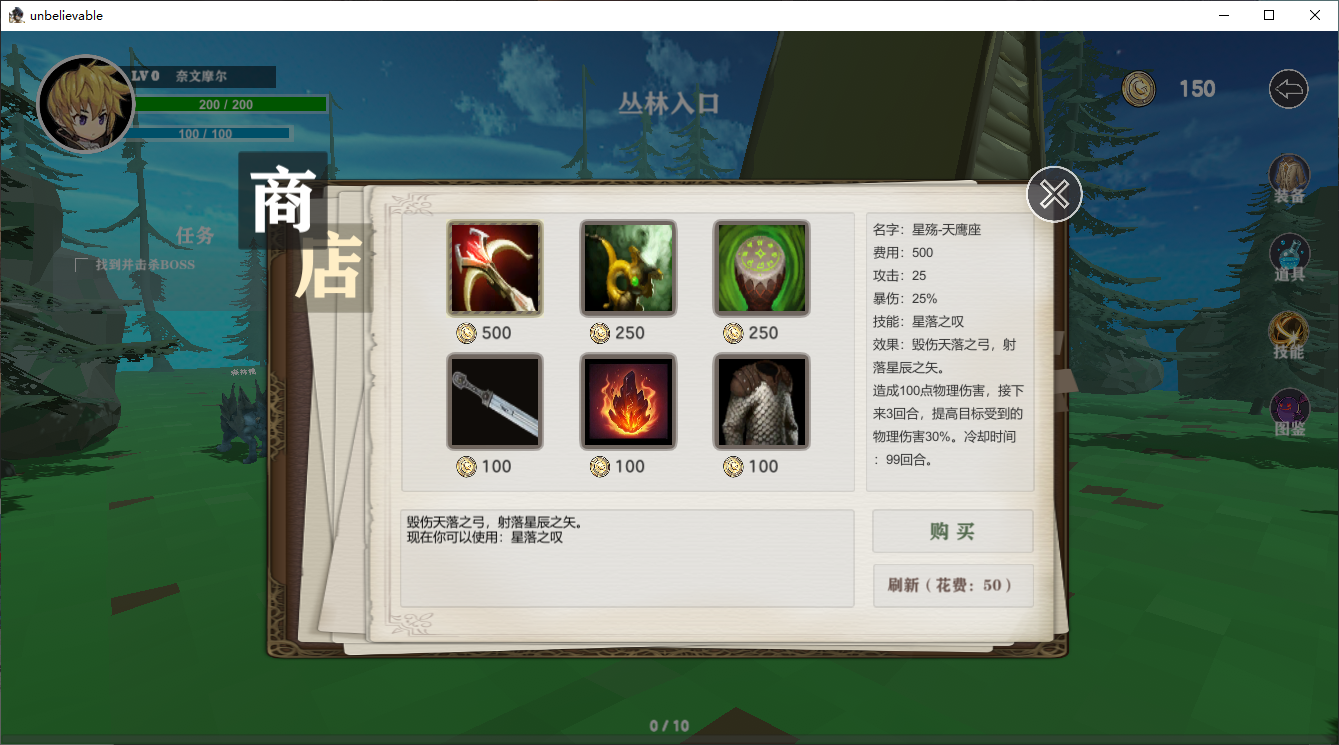 unbelievable
LV 0 奈文摩尔
200 / 200
100 / 100
丛林入口
150
商
店
任务
找到并击杀BOSS
装备
道具
技能
图鉴
500
250
250
100
100
100
名字：星殇-天鹰座
费用：500
攻击：25
暴伤：25%
技能：星落之叹
效果：毁伤天落之弓，射
落星辰之矢。
造成100点物理伤害，接下
来3回合，提高目标受到的
物理伤害30%。冷却时间
：99回合。
毁伤天落之弓，射落星辰之矢。
现在你可以使用：星落之叹
购买
刷新（花费：50）
0 / 10